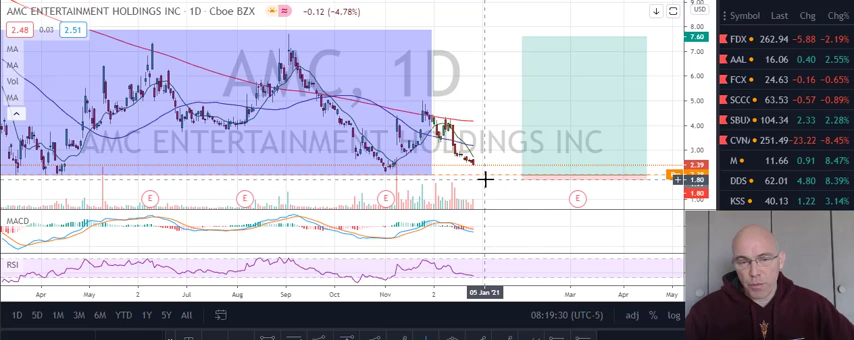 AMC ENTERTAINMENT HOLDINGS INC · 1D · Cboe BZX −0.12 (−4.78%)
2.48 0.03 2.51
USD
MA
MA
Vol
MA
AMC, 1D
AMC ENTERTAINMENT HOLDINGS INC
9.00
7.60
7.00
6.00
5.00
4.00
3.00
2.39
1.80
1.80
E E E E
MACD
RSI
Apr May Jun Jul Aug Sep Oct Nov 2 05 Jan '21 Mar Apr May
1D 5D 1M 3M 6M YTD 1Y 5Y All 08:19:30 (UTC-5) adj % log
Symbol Last Chg Chg%
FDX 262.94 −5.88 −2.19%
AAL 16.06 0.40 2.55%
FCX 24.63 −0.16 −0.65%
SCCO 63.53 −0.57 −0.89%
SBUX 104.34 2.33 2.28%
CVNA 251.49 −23.22 −8.45%
M 11.66 0.91 8.47%
DDS 62.01 4.80 8.39%
KSS 40.13 1.22 3.14%